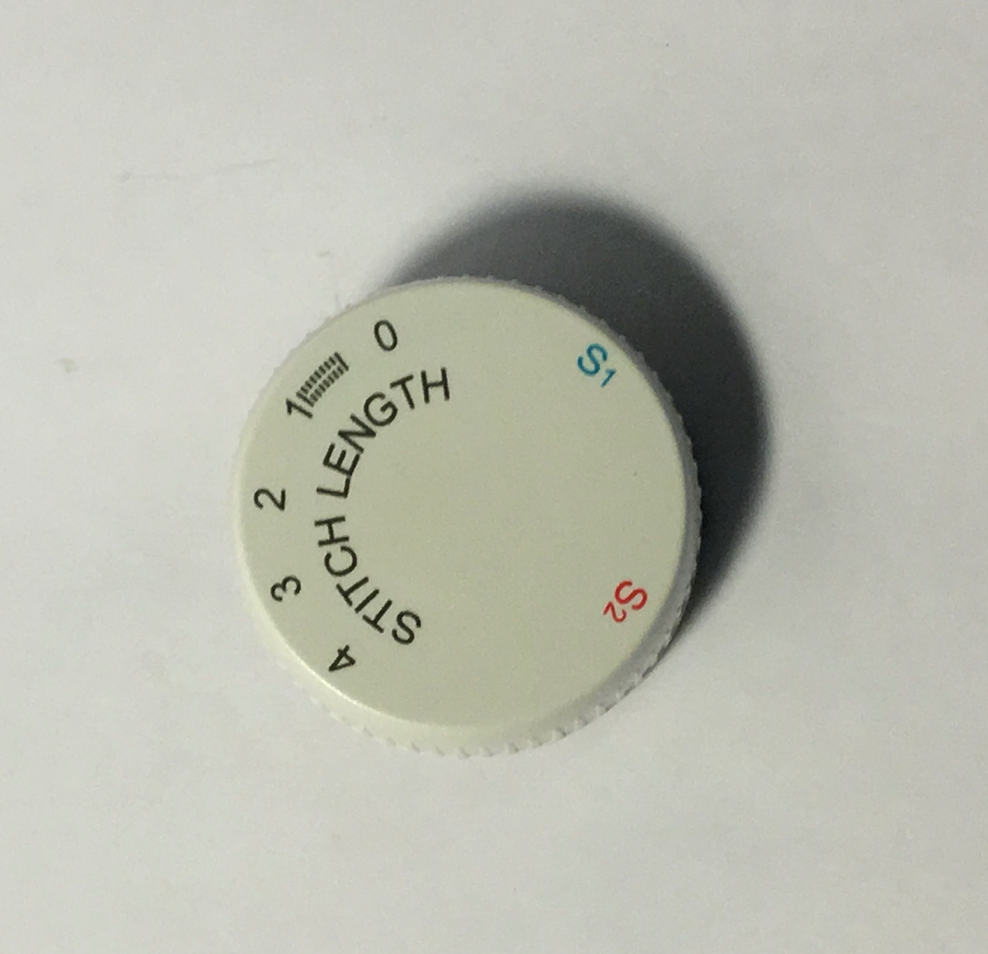 4 3 2 1 0
STITCH LENGTH
S1
S2